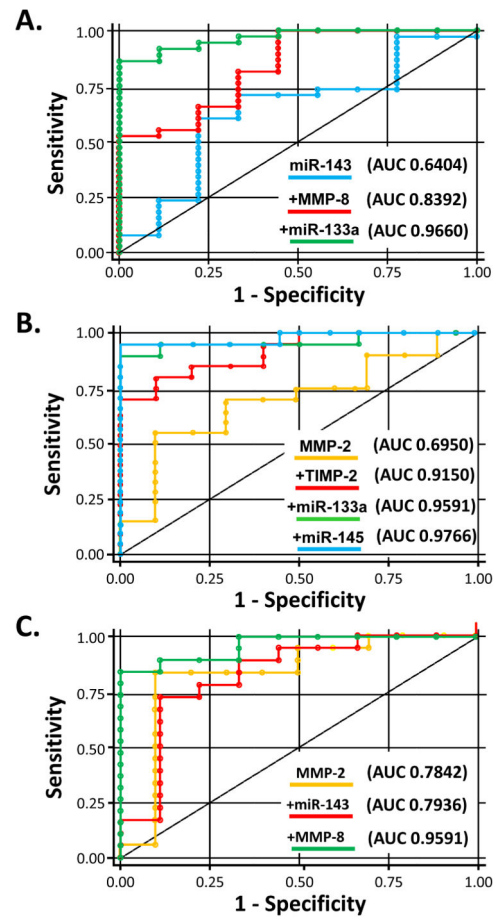 A.
Sensitivity
1.00
0.75
0.50
0.25
0.00
miR-143 (AUC 0.6404)
+MMP-8 (AUC 0.8392)
+miR-133a (AUC 0.9660)
0.00 0.25 0.50 0.75 1.00
1 - Specificity
B.
Sensitivity
1.00
0.75
0.50
0.25
0.00
MMP-2 (AUC 0.6950)
+TIMP-2 (AUC 0.9150)
+miR-133a (AUC 0.9591)
+miR-145 (AUC 0.9766)
0.00 0.25 0.50 0.75 1.00
1 - Specificity
C.
Sensitivity
1.00
0.75
0.50
0.25
0.00
MMP-2 (AUC 0.7842)
+miR-143 (AUC 0.7936)
+MMP-8 (AUC 0.9591)
0.00 0.25 0.50 0.75 1.00
1 - Specificity